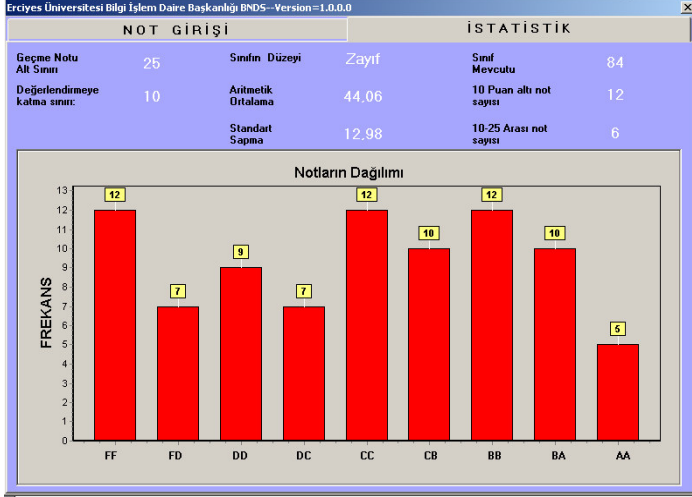 Erciyes Üniversitesi Bilgi İşlem Daire Başkanlığı BNDS--Version=1.0.0.0
NOT GİRİŞİ
İSTATİSTİK
Geçme Notu
Alt Sınırı
25
Sınıfın Düzeyi
Zayıf
Sınıf
Mevcutu
84
Değerlendirmeye
katma sınırı:
10
Aritmetik
Ortalama
44,06
10 Puan altı not
sayısı
12
Standart
Sapma
12,98
10-25 Arası not
sayısı
6
Notların Dağılımı
FREKANS
13
12
11
10
9
8
7
6
5
4
3
2
1
0
12
7
9
7
12
10
12
10
5
FF
FD
DD
DC
CC
CB
BB
BA
AA